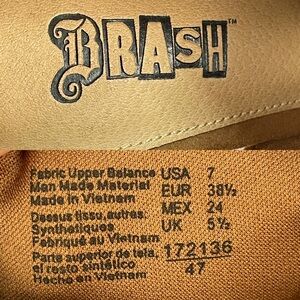 BRASH™
Fabric Upper Balance USA 7
Man Made Material EUR 38½
Made in Vietnam MEX 24
Dessus tissu, autres. UK 5½
Synthetiques
Fabriqué au Vietnam 172136
Parte superior de tela, 47
el resto sintético
Hecho en Vietnam